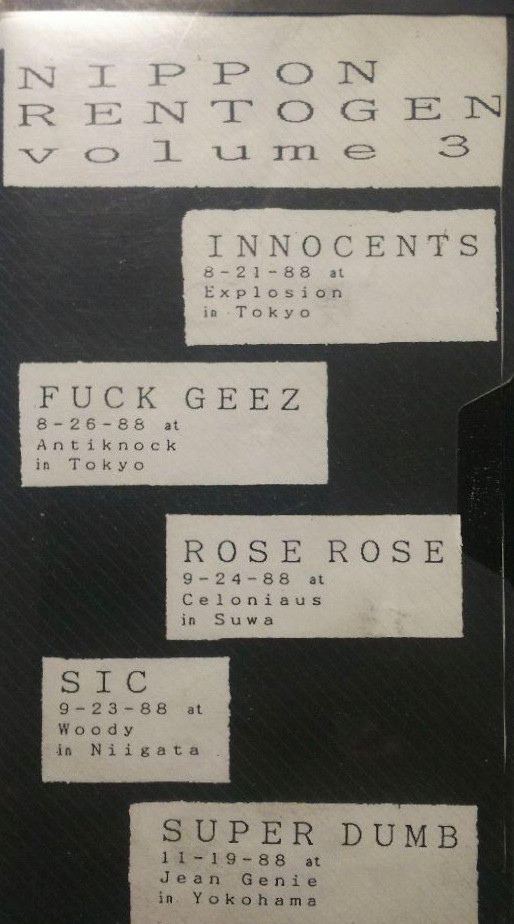 NIPPON
RENTOGEN
volume 3
INNOCENTS
8-21-88 at
Explosion
in Tokyo
FUCK GEEZ
8-26-88 at
Antiknock
in Tokyo
ROSE ROSE
9-24-88 at
Celoniaus
in Suwa
SIC
9-23-88 at
Woody
in Niigata
SUPER DUMB
11-19-88 at
Jean Genie
in Yokohama